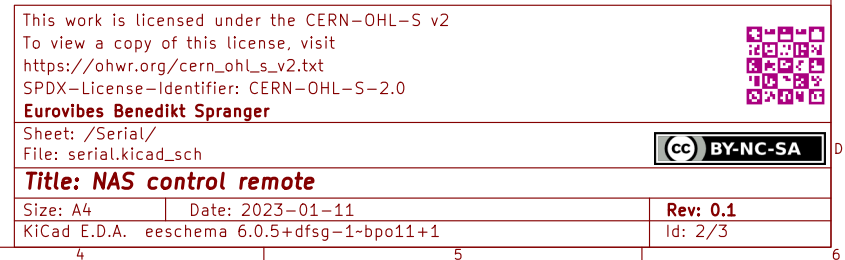 This work is licensed under the CERN-OHL-S v2
To view a copy of this license, visit
https://ohwr.org/cern_ohl_s_v2.txt
SPDX-License-Identifier: CERN-OHL-S-2.0
Eurovibes Benedikt Spranger
Sheet: /Serial/
File: serial.kicad_sch
cc BY-NC-SA
D
Title: NAS control remote
Size: A4 Date: 2023-01-11 Rev: 0.1
KiCad E.D.A. eeschema 6.0.5+dfsg-1~bpo11+1 Id: 2/3
4 5 6